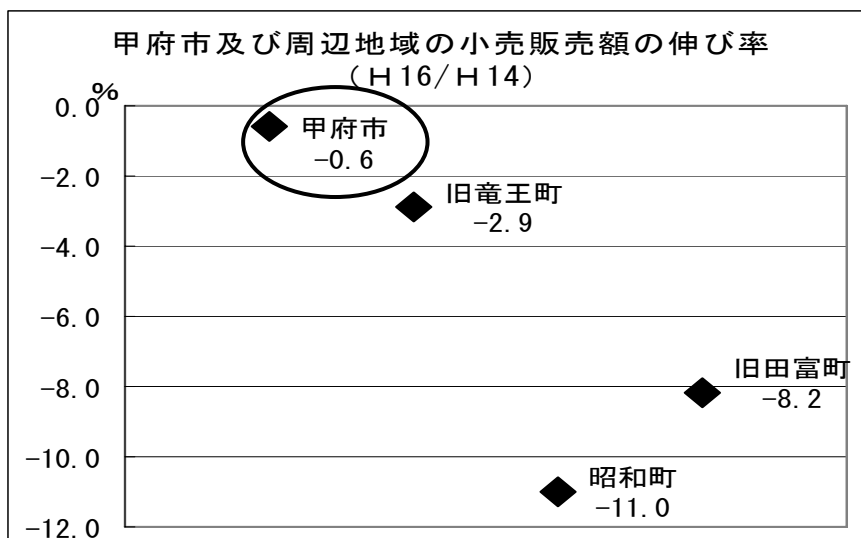 甲府市及び周辺地域の小売販売額の伸び率
（Ｈ16/Ｈ14）
%
0.0
甲府市
-0.6
-2.0
旧竜王町
-2.9
-4.0
-6.0
旧田富町
-8.0
-8.2
-10.0
昭和町
-11.0
-12.0